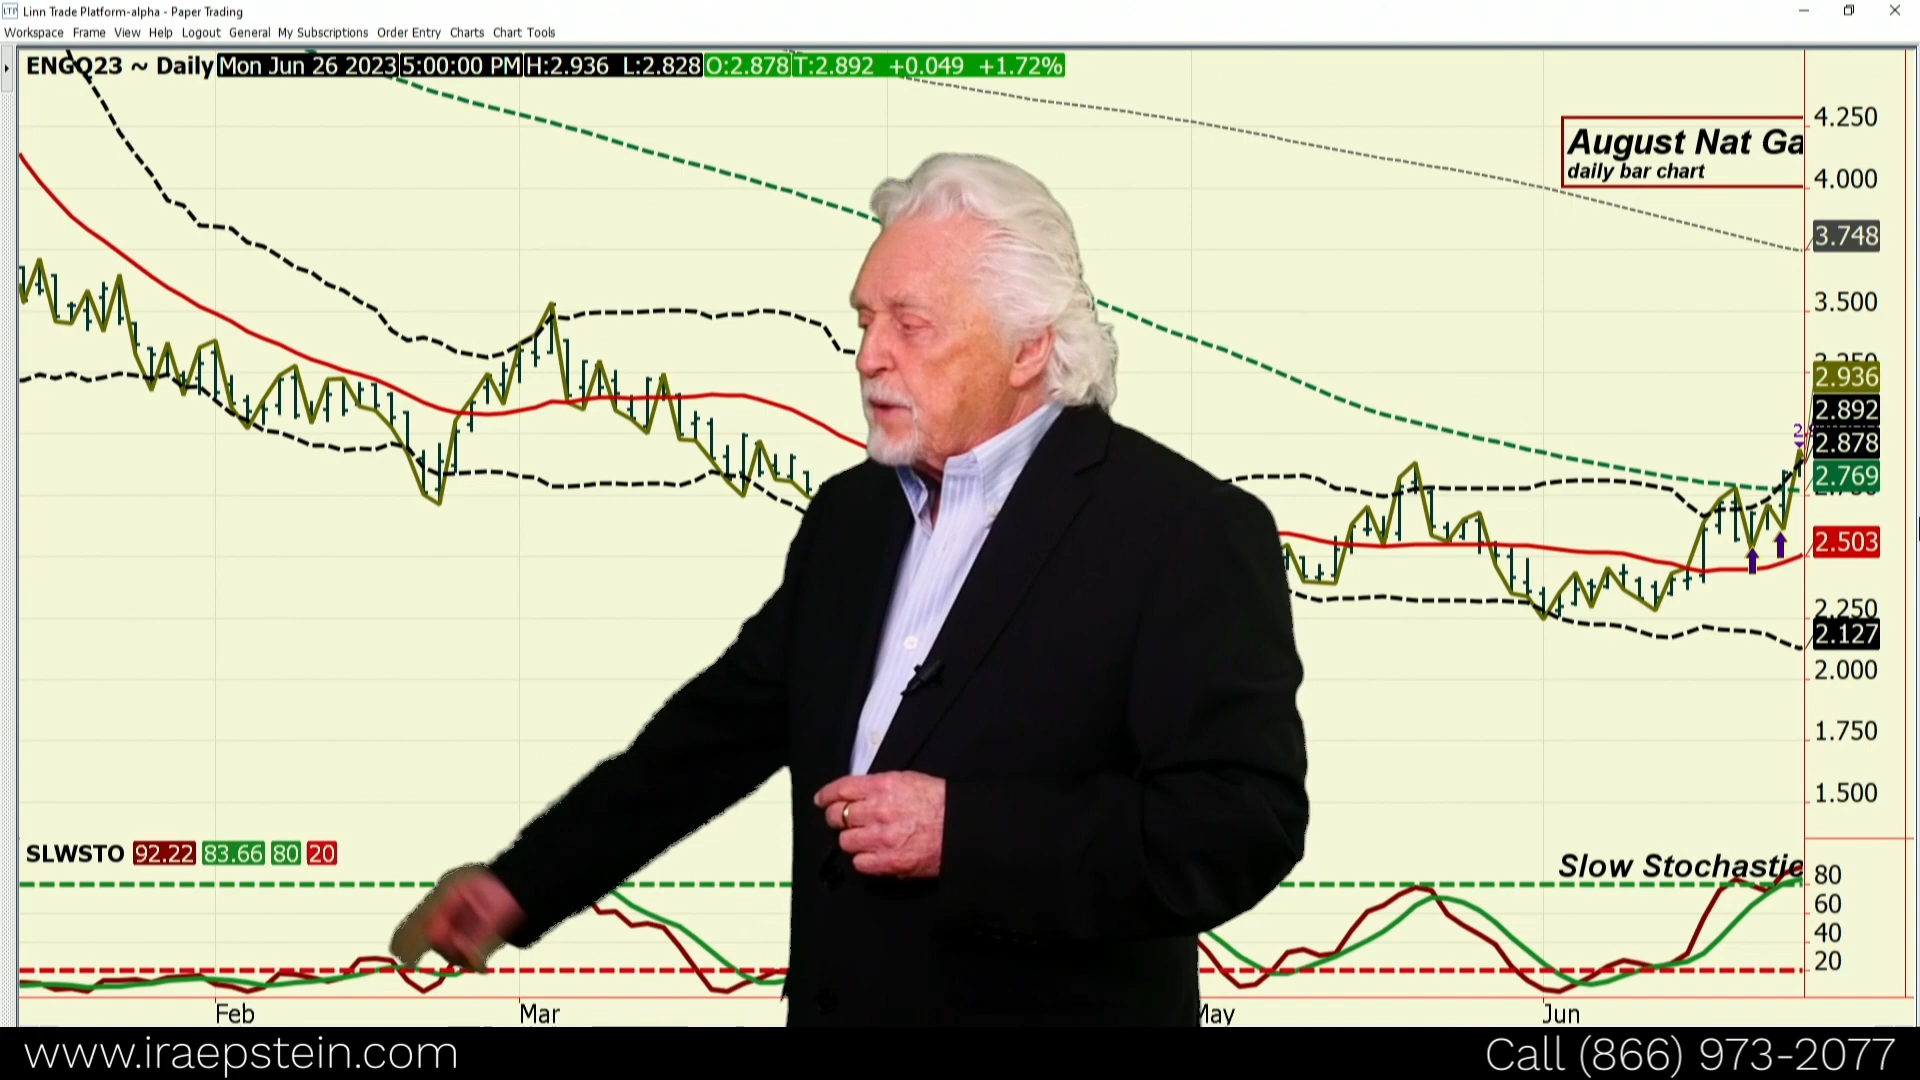 LTP Linn Trade Platform-alpha - Paper Trading
Workspace Frame View Help Logout General My Subscriptions Order Entry Charts Chart Tools
ENGQ23 ~ Daily Mon Jun 26 2023 5:00:00 PM H:2.936 L:2.828 O:2.878 T:2.892 +0.049 +1.72%
4.250
August Nat Ga
daily bar chart
4.000
3.748
3.500
2.936
2.892
2.878
2.769
2.503
2.250
2.127
2.000
1.750
1.500
SLWSTO 92.22 83.66 80 20
Slow Stochastic
80
60
40
20
Feb Mar May Jun
www.iraepstein.com Call (866) 973-2077